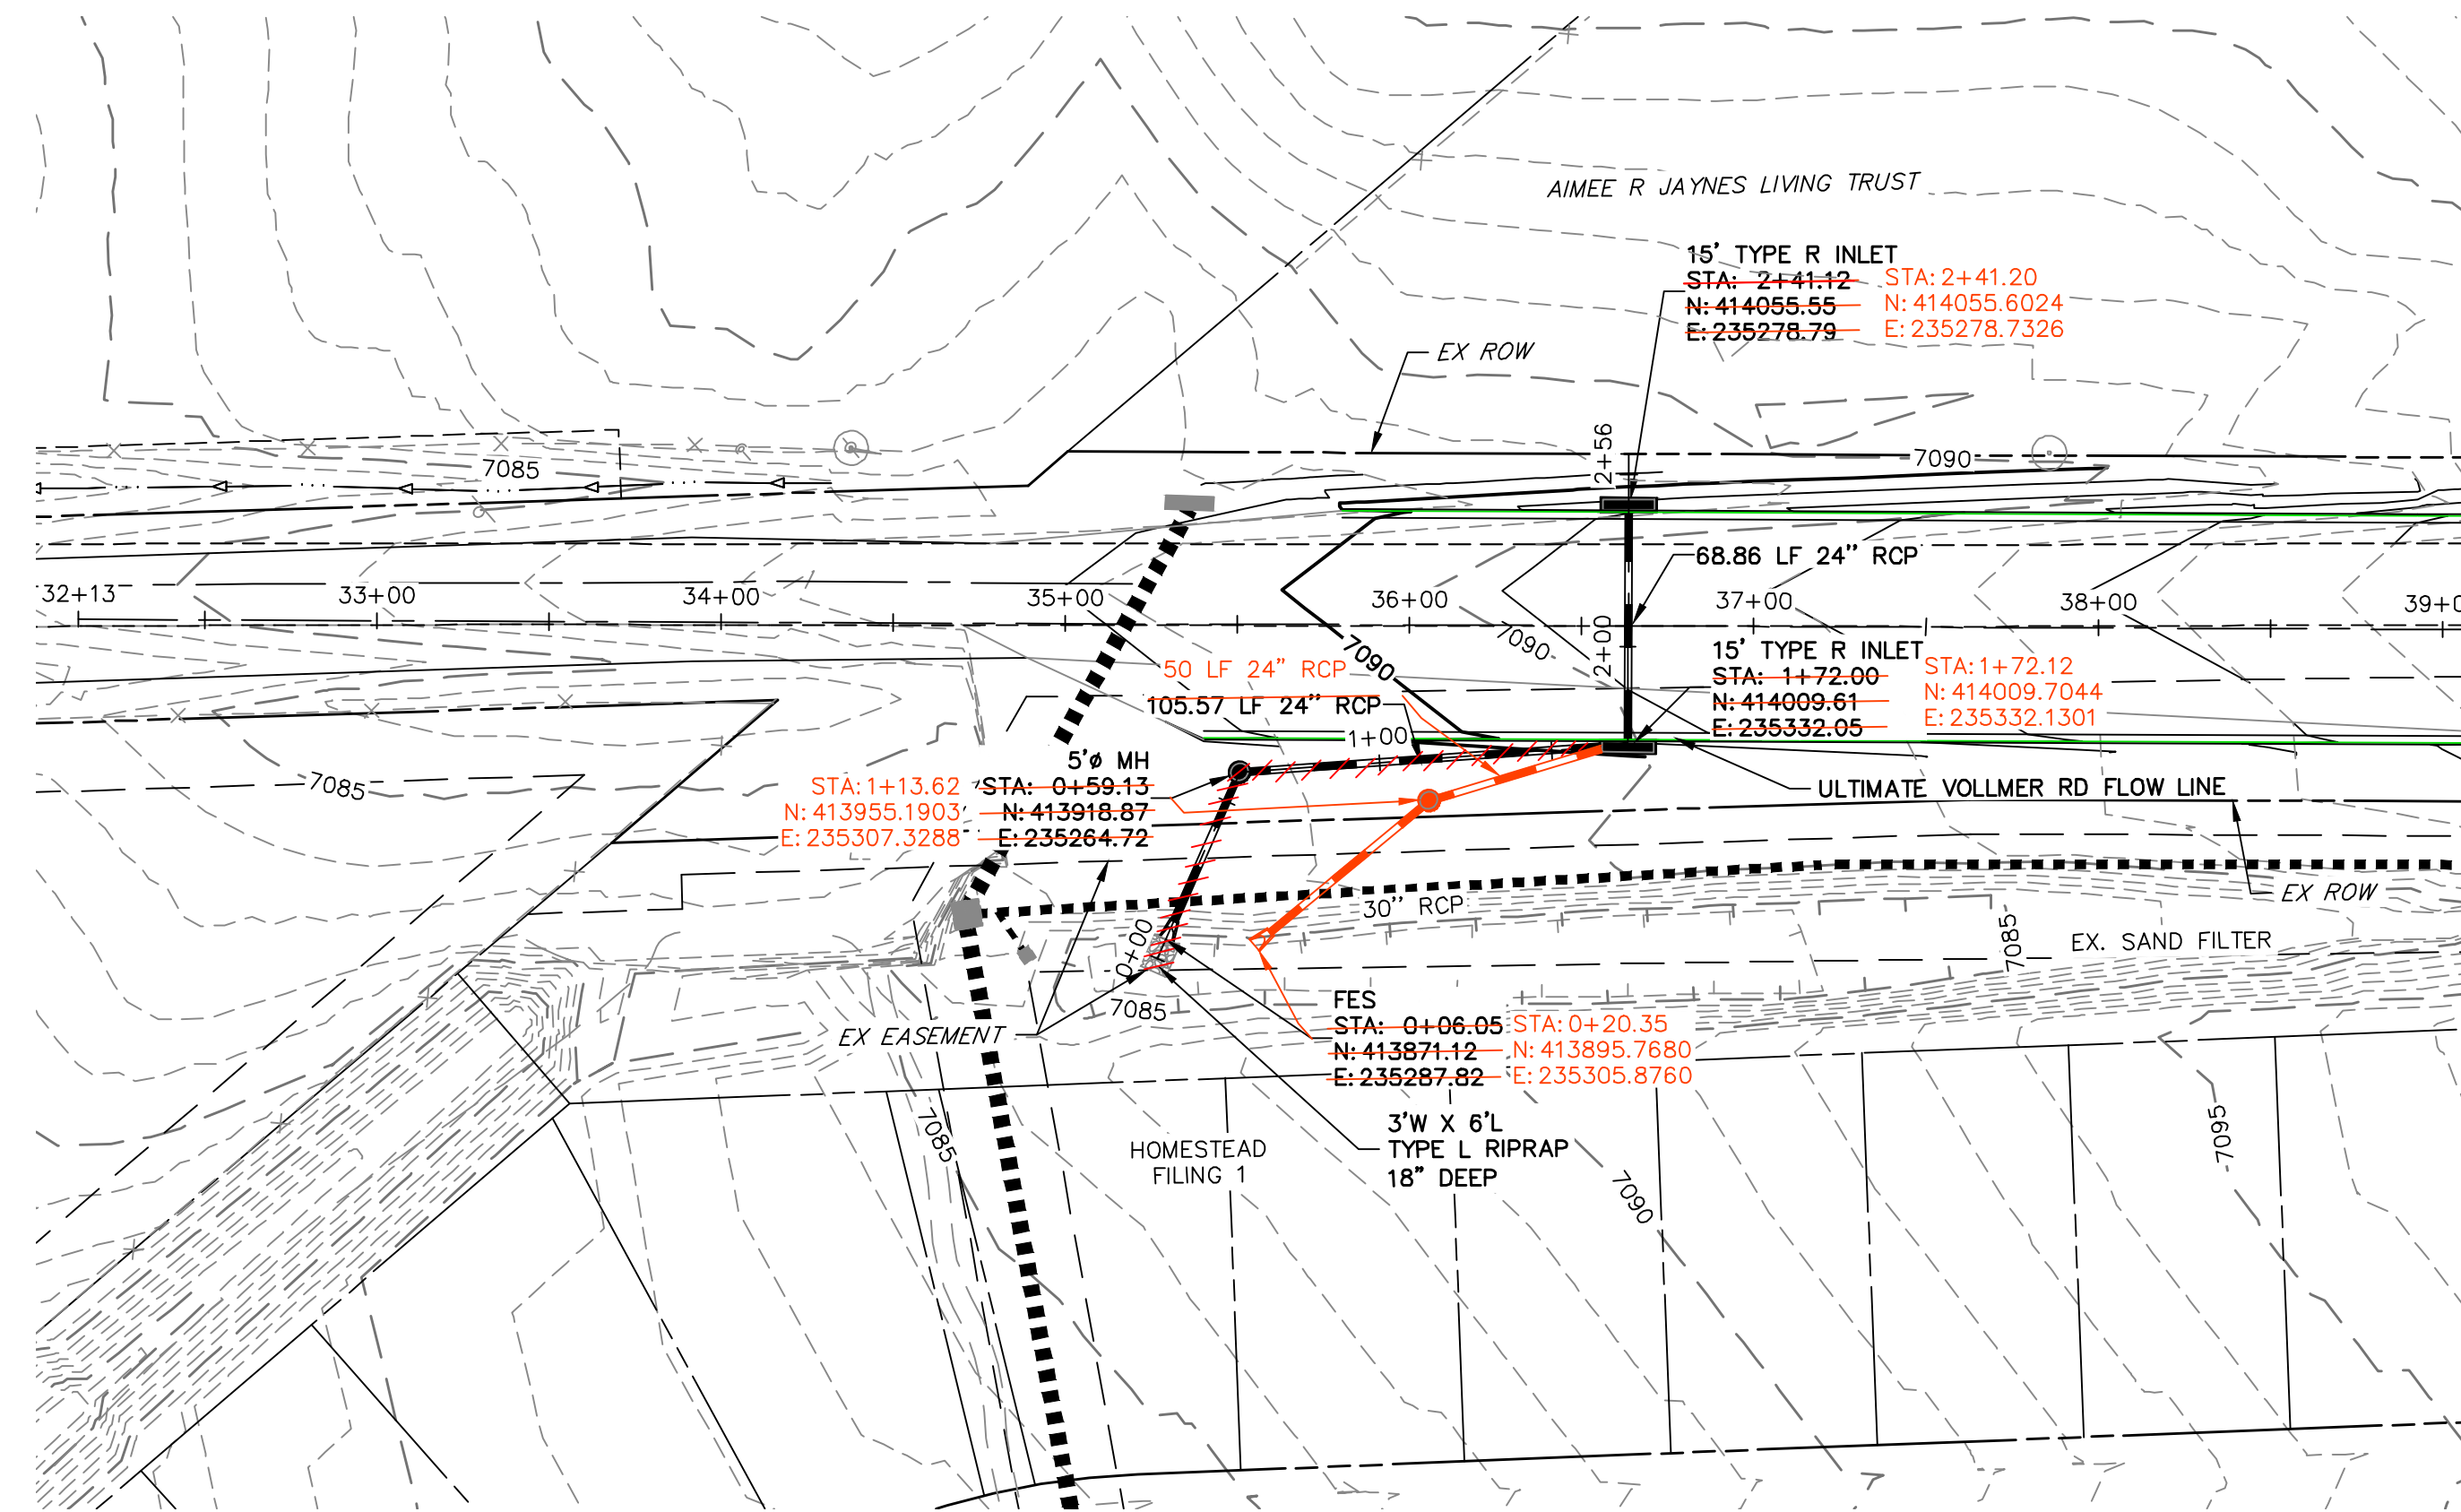 AIMEE R JAYNES LIVING TRUST
15' TYPE R INLET
STA: 2+41.12 STA: 2+41.20
N: 414055.55 N: 414055.6024
E: 235278.79 E: 235278.7326
EX ROW
2+56
7090
7085
68.86 LF 24" RCP
32+13
33+00
34+00
35+00
36+00
37+00
38+00
2+00
7090
7090
15' TYPE R INLET
STA: 1+72.00 STA: 1+72.12
N: 414009.61 N: 414009.7044
E: 235332.05 E: 235332.1301
50 LF 24" RCP
105.57 LF 24" RCP
1+00
5'ø MH
STA: 1+13.62 STA: 0+59.13
N: 413955.1903 N: 413918.87
E: 235307.3288 E: 235264.72
7085
ULTIMATE VOLLMER RD FLOW LINE
EX ROW
30" RCP
0+00
7085
EX. SAND FILTER
7085
EX EASEMENT
FES
STA: 0+06.05 STA: 0+20.35
N: 413871.12 N: 413895.7680
E: 235287.82 E: 235305.8760
3'W X 6'L
TYPE L RIPRAP
18" DEEP
7085
HOMESTEAD
FILING 1
7090
7095